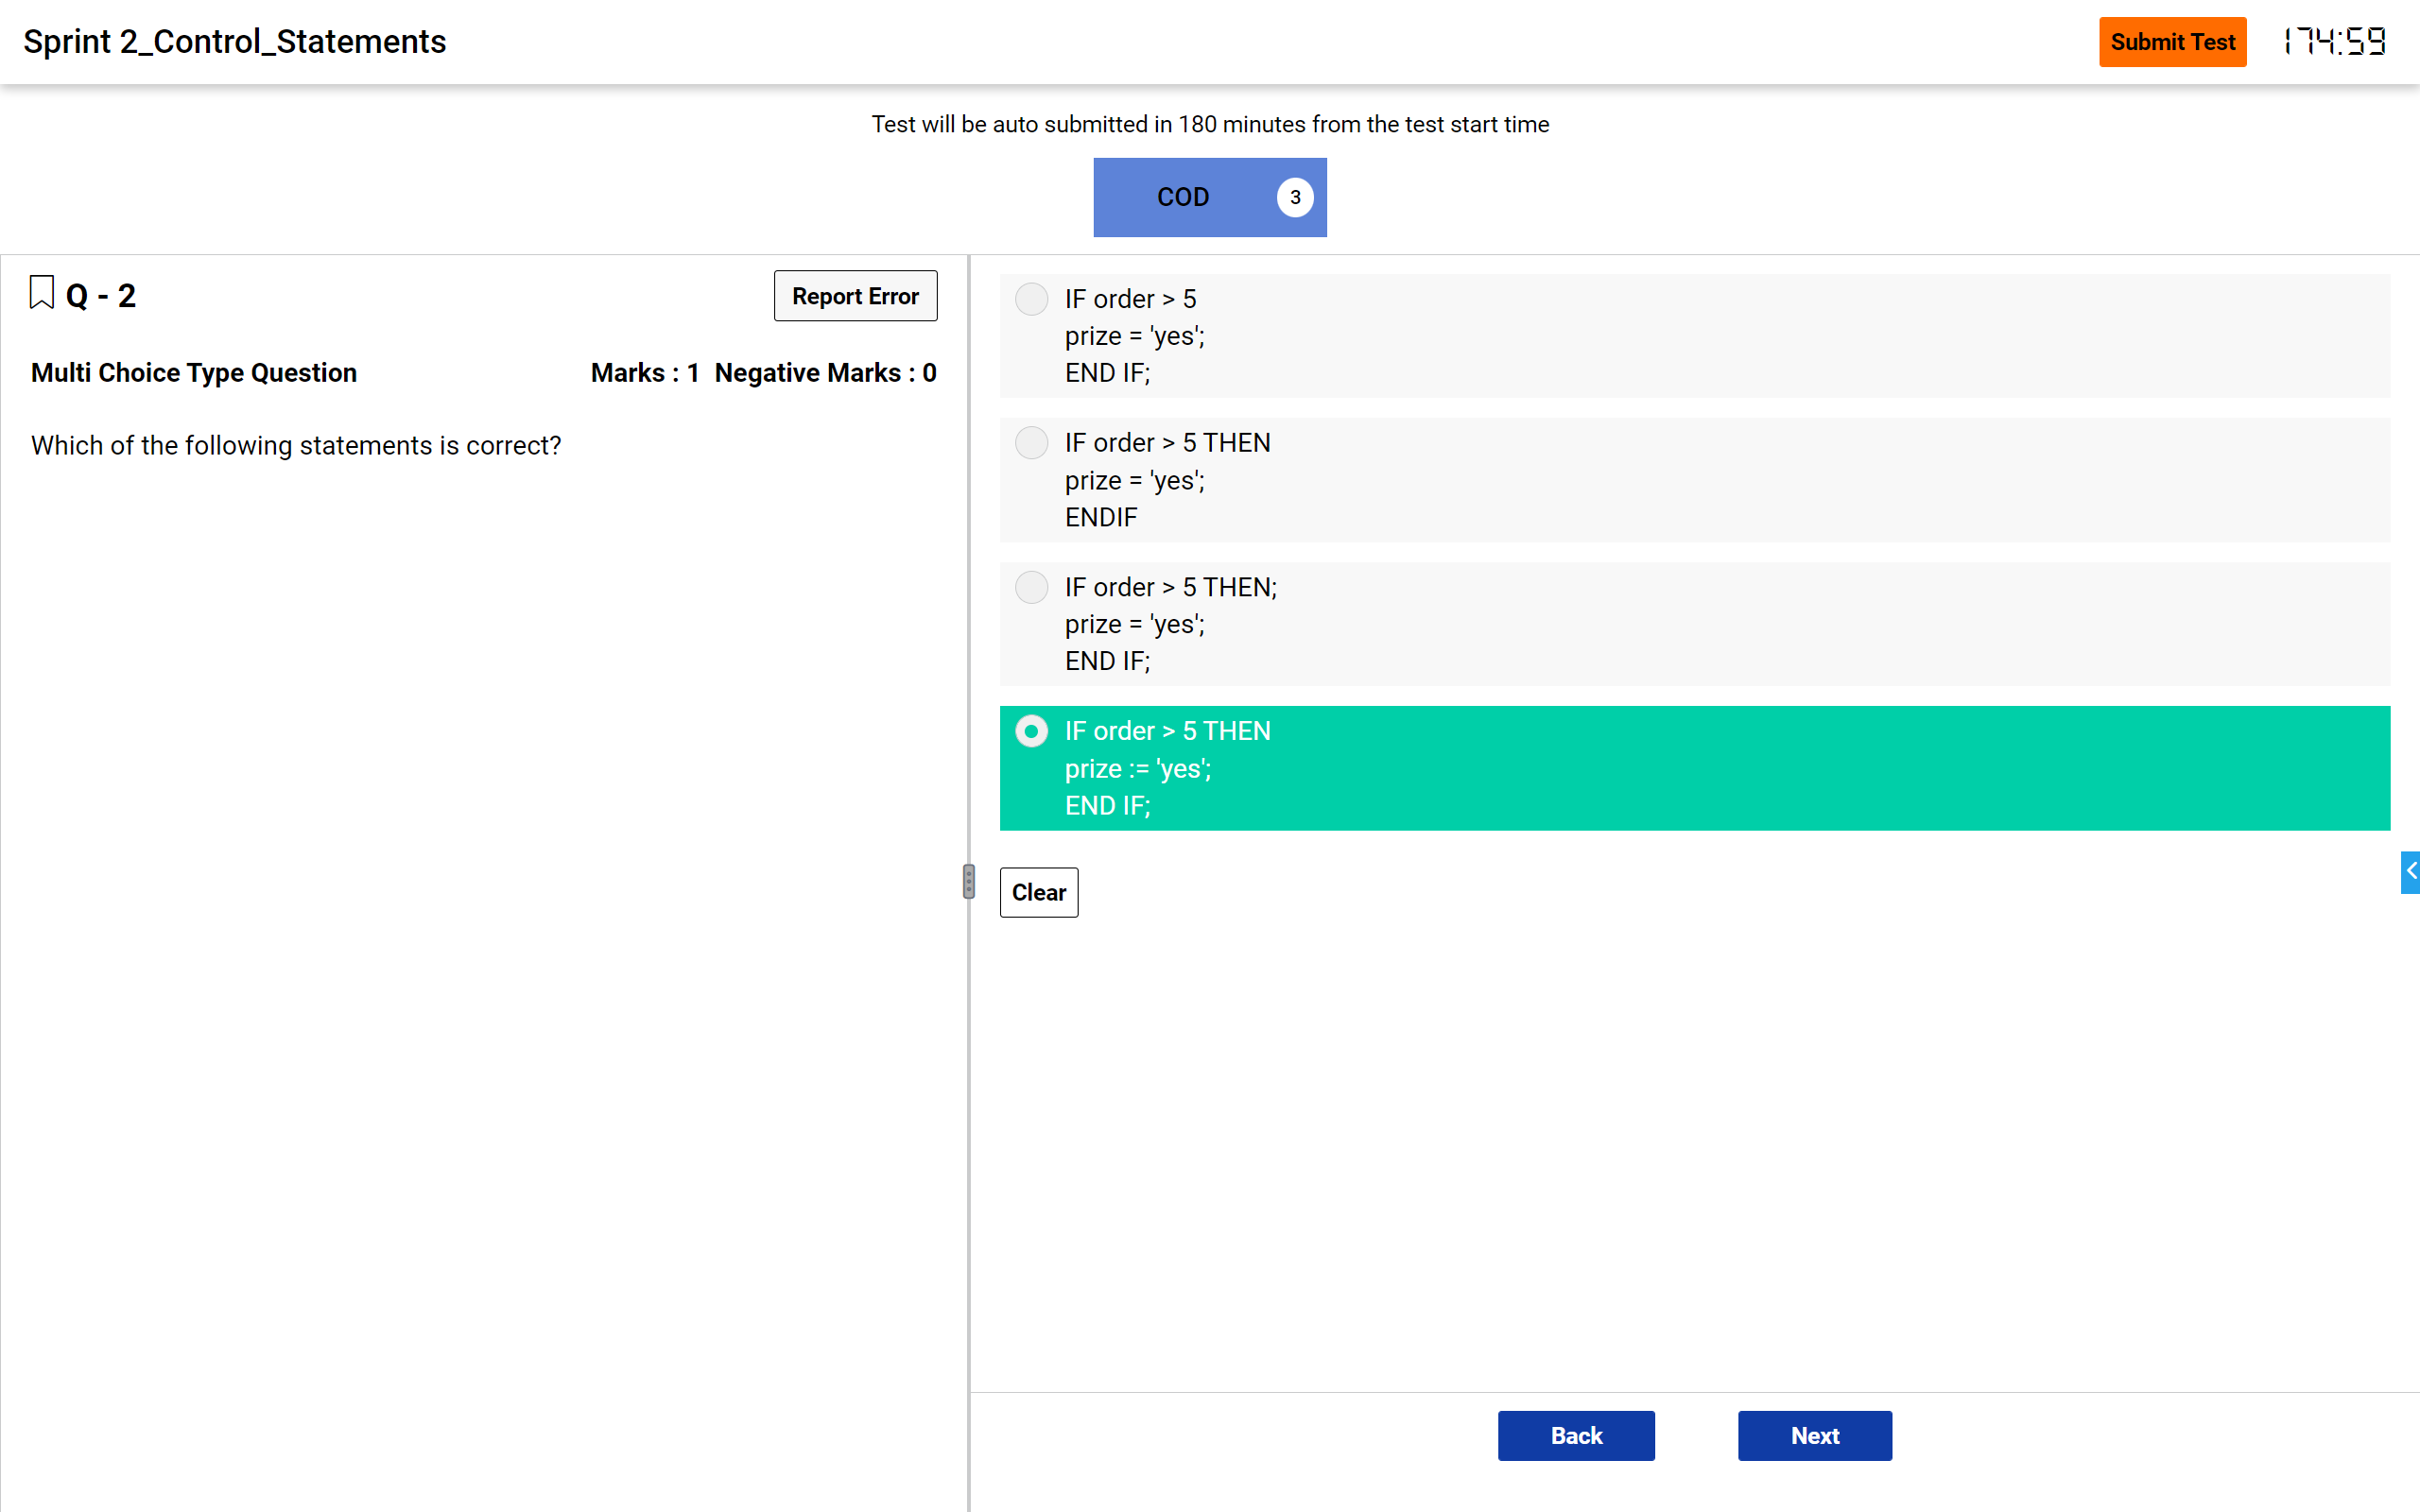 Sprint 2_Control_Statements
Submit Test
174:59
Test will be auto submitted in 180 minutes from the test start time
COD 3
Q - 2
Report Error
Multi Choice Type Question
Marks : 1 Negative Marks : 0
Which of the following statements is correct?
IF order > 5
prize = 'yes';
END IF;
IF order > 5 THEN
prize = 'yes';
ENDIF
IF order > 5 THEN;
prize = 'yes';
END IF;
IF order > 5 THEN
prize := 'yes';
END IF;
Clear
Back
Next